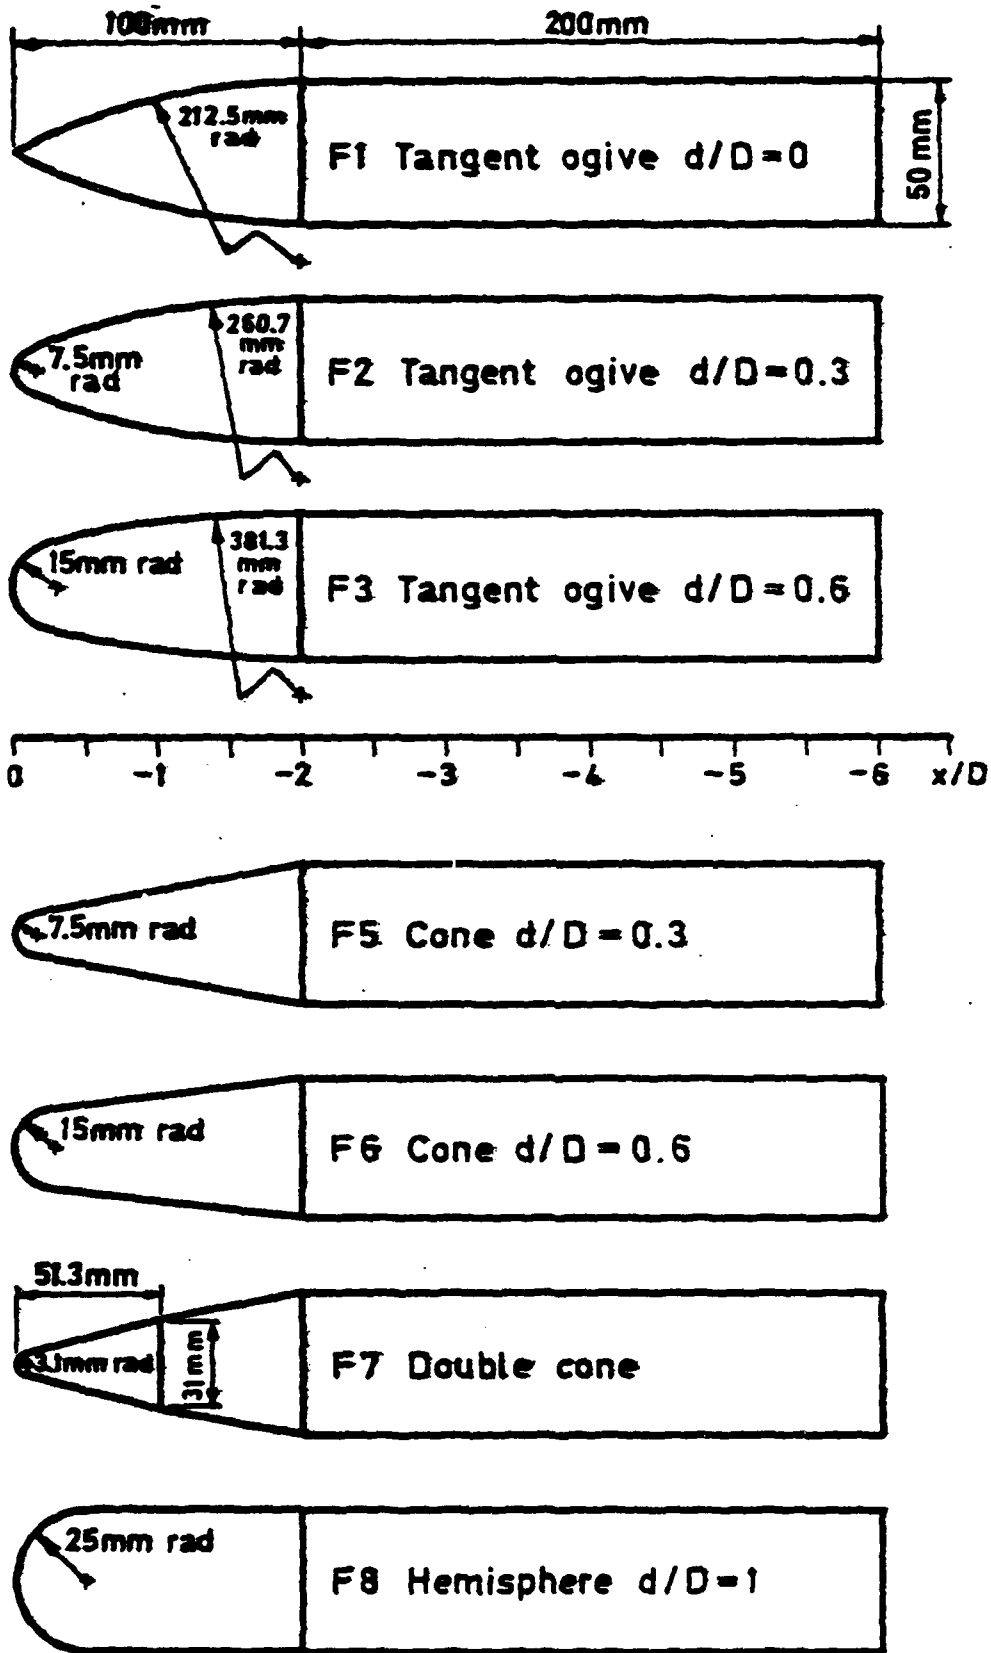 100mm 200mm
212.5mm
rad
F1 Tangent ogive d/D=0
50 mm
260.7
mm
rad
7.5mm
rad
F2 Tangent ogive d/D=0.3
381.3
mm
rad
15mm rad
F3 Tangent ogive d/D=0.6
0 -1 -2 -3 -4 -5 -6 x/D
7.5mm rad
F5 Cone d/D=0.3
15mm rad
F6 Cone d/D=0.6
51.3mm
3.1mm rad
31mm
F7 Double cone
25mm rad
F8 Hemisphere d/D=1